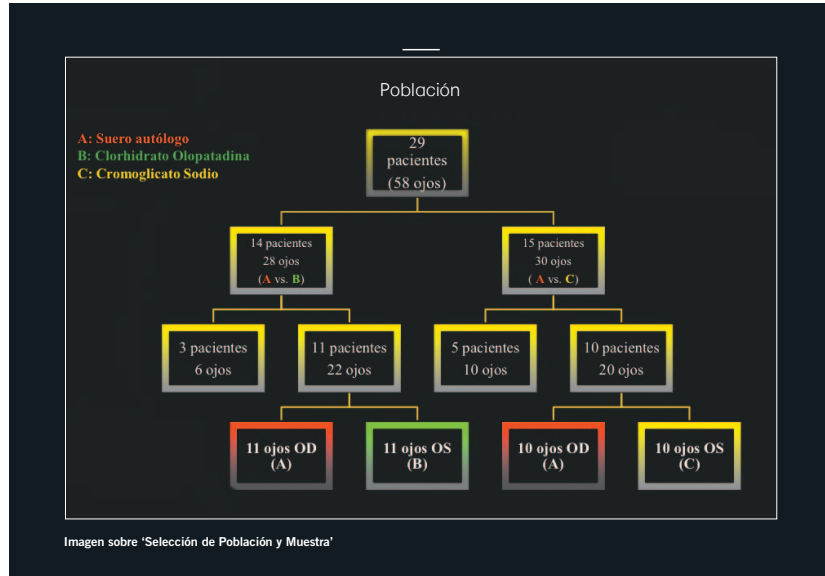 Población
A: Suero autólogo
B: Clorhidrato Olopatadina
C: Cromoglicato Sodio
29
pacientes
(58 ojos)
14 pacientes
28 ojos
(A vs. B)
15 pacientes
30 ojos
( A vs. C)
3 pacientes
6 ojos
11 pacientes
22 ojos
5 pacientes
10 ojos
10 pacientes
20 ojos
11 ojos OD
(A)
11 ojos OS
(B)
10 ojos OD
(A)
10 ojos OS
(C)
Imagen sobre ‘Selección de Población y Muestra’